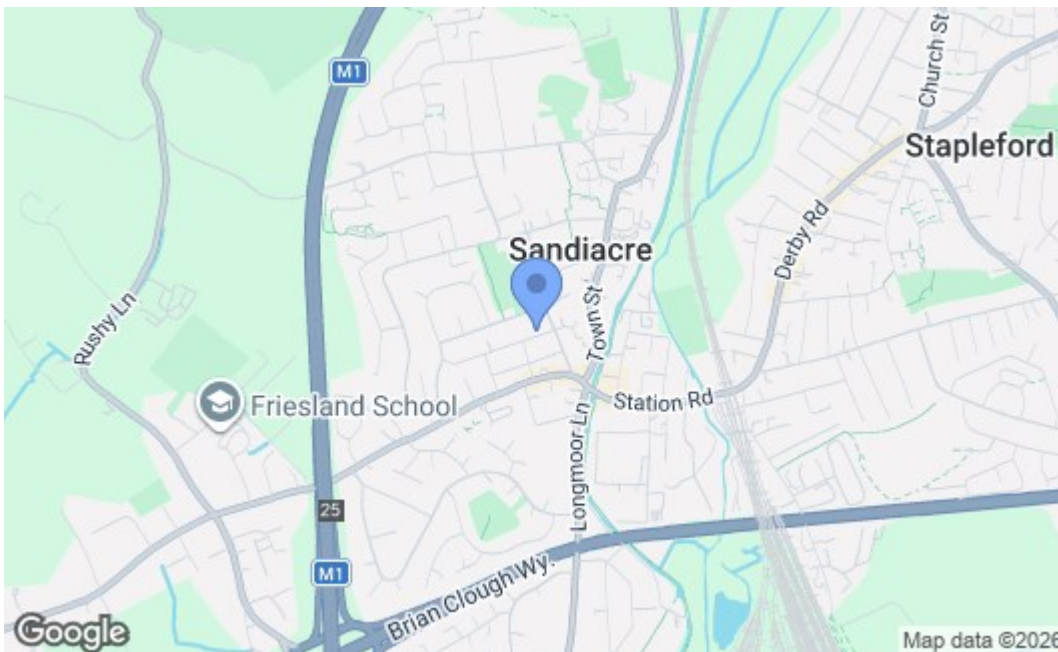 M1
Church St
Stapleford
Sandiacre
Derby Rd
Rushy Ln
Town St
Friesland School
Station Rd
Longmoor Ln
25
M1
Brian Clough Wy.
Google
Map data ©2026